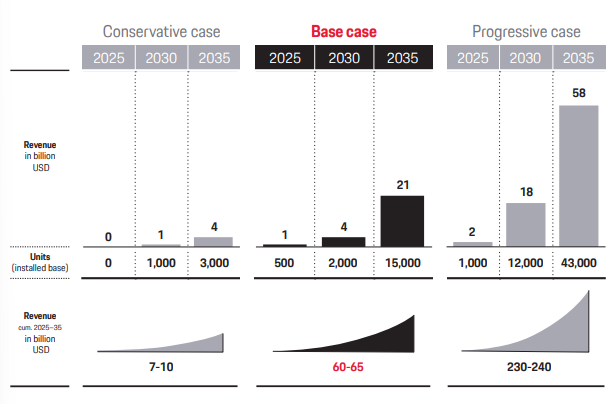 Conservative case Base case Progressive case
2025 2030 2035 2025 2030 2035 2025 2030 2035
Revenue
in billion
USD
0 1 4 1 4 21 2 18 58
Units
(installed base)
0 1,000 3,000 500 2,000 15,000 1,000 12,000 43,000
Revenue
cum. 2025–35
in billion
USD
7-10 60-65 230-240